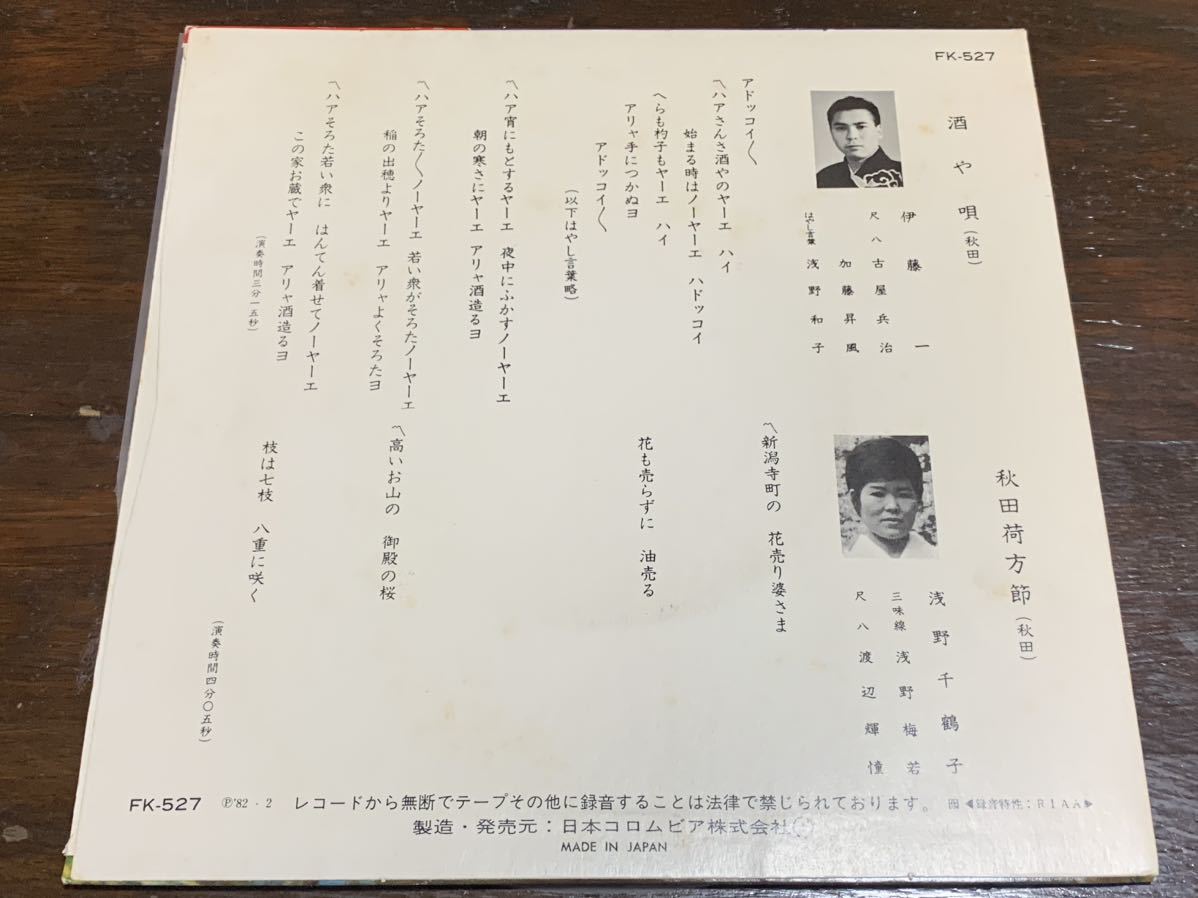 FK-527
酒や唄(秋田)
伊藤一
尺八 古屋兵治
加藤昇風
はやし言葉 浅野和子
アドッコイ〱
〽ハアさんさ酒やのヤーエ ハイ
始まる時はノーヤーエ ハドッコイ
へらも杓子もヤーエ ハイ
アリャ手につかぬヨ
アドッコイ〱
(以下はやし言葉略)
〽ハア宵にもどするヤーエ 夜中にふかすノーヤーエ
朝の寒さにヤーエ アリャ酒造るヨ
〽ハアそろた〱ノーヤーエ 若い衆がそろたノーヤーエ
稲の出穂よりヤーエ アリャよくそろたヨ
〽ハアそろた若い衆に はんてん着せてノーヤーエ
この家お蔵でヤーエ アリャ酒造るヨ
(演奏時間三分一五秒)
秋田荷方節(秋田)
浅野千鶴子
三味線 浅野梅若
尺八 渡辺輝憧
〽新潟寺町の 花売り婆さま
花も売らずに 油売る
〽高いお山の 御殿の桜
枝は七枝 八重に咲く
(演奏時間四分〇五秒)
FK-527 Ⓟ'82・2 レコードから無断でテープその他に録音することは法律で禁じられております。 ◀録音特性:RIAA▶
製造・発売元:日本コロムビア株式会社
MADE IN JAPAN